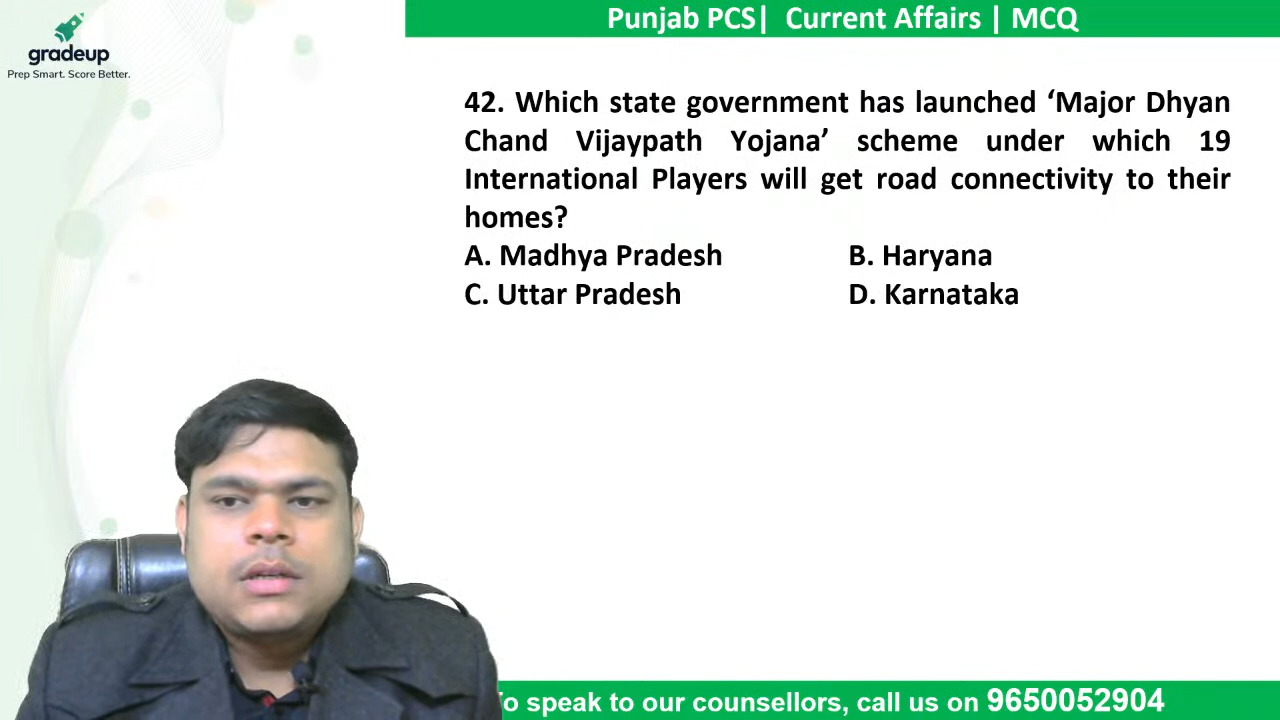 Punjab PCS| Current Affairs | MCQ
gradeup
Prep Smart. Score Better.
42. Which state government has launched ‘Major Dhyan
Chand Vijaypath Yojana’ scheme under which 19
International Players will get road connectivity to their
homes?
A. Madhya Pradesh B. Haryana
C. Uttar Pradesh D. Karnataka
To speak to our counsellors, call us on 9650052904